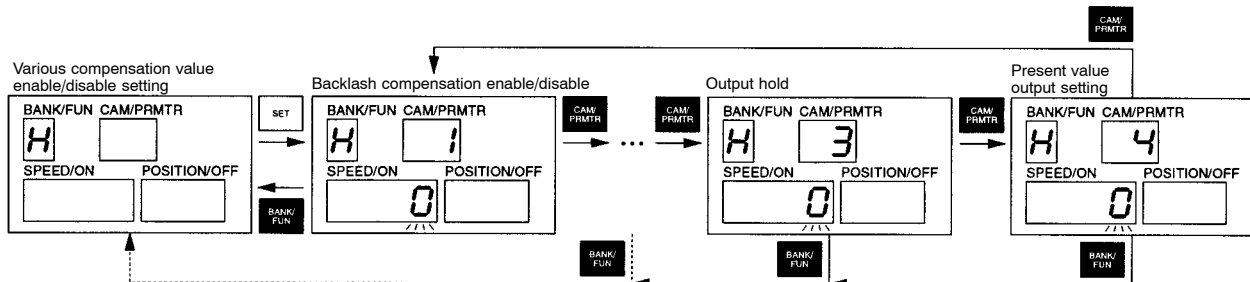 CAM/
PRMTR
Various compensation value
enable/disable setting
Backlash compensation enable/disable
Output hold
Present value
output setting
BANK/FUN CAM/PRMTR
H
SPEED/ON POSITION/OFF
SET
BANK/
FUN
BANK/FUN CAM/PRMTR
H 1
SPEED/ON POSITION/OFF
0
CAM/
PRMTR
...
CAM/
PRMTR
BANK/FUN CAM/PRMTR
H 3
SPEED/ON POSITION/OFF
0
CAM/
PRMTR
BANK/FUN CAM/PRMTR
H 4
SPEED/ON POSITION/OFF
0
BANK/
FUN
BANK/
FUN
BANK/
FUN